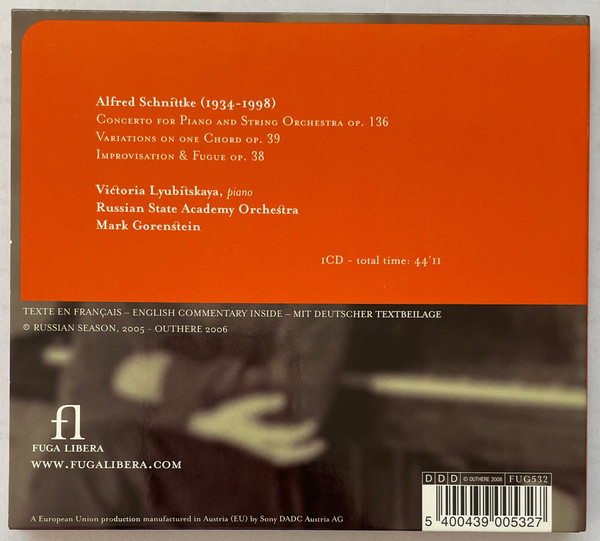 Alfred Schnittke (1934-1998)
Concerto for Piano and String Orchestra op. 136
Variations on one Chord op. 39
Improvisation & Fugue op. 38
Victoria Lyubitskaya, piano
Russian State Academy Orchestra
Mark Gorenstein
1CD - total time: 44'11
TEXTE EN FRANÇAIS – ENGLISH COMMENTARY INSIDE – MIT DEUTSCHER TEXTBEILAGE
© RUSSIAN SEASON, 2005 - OUTHERE 2006
fl
FUGA LIBERA
WWW.FUGALIBERA.COM
DDD © OUTHERE 2008 FUG532
5 400439 005327
A European Union production manufactured in Austria (EU) by Sony DADC Austria AG